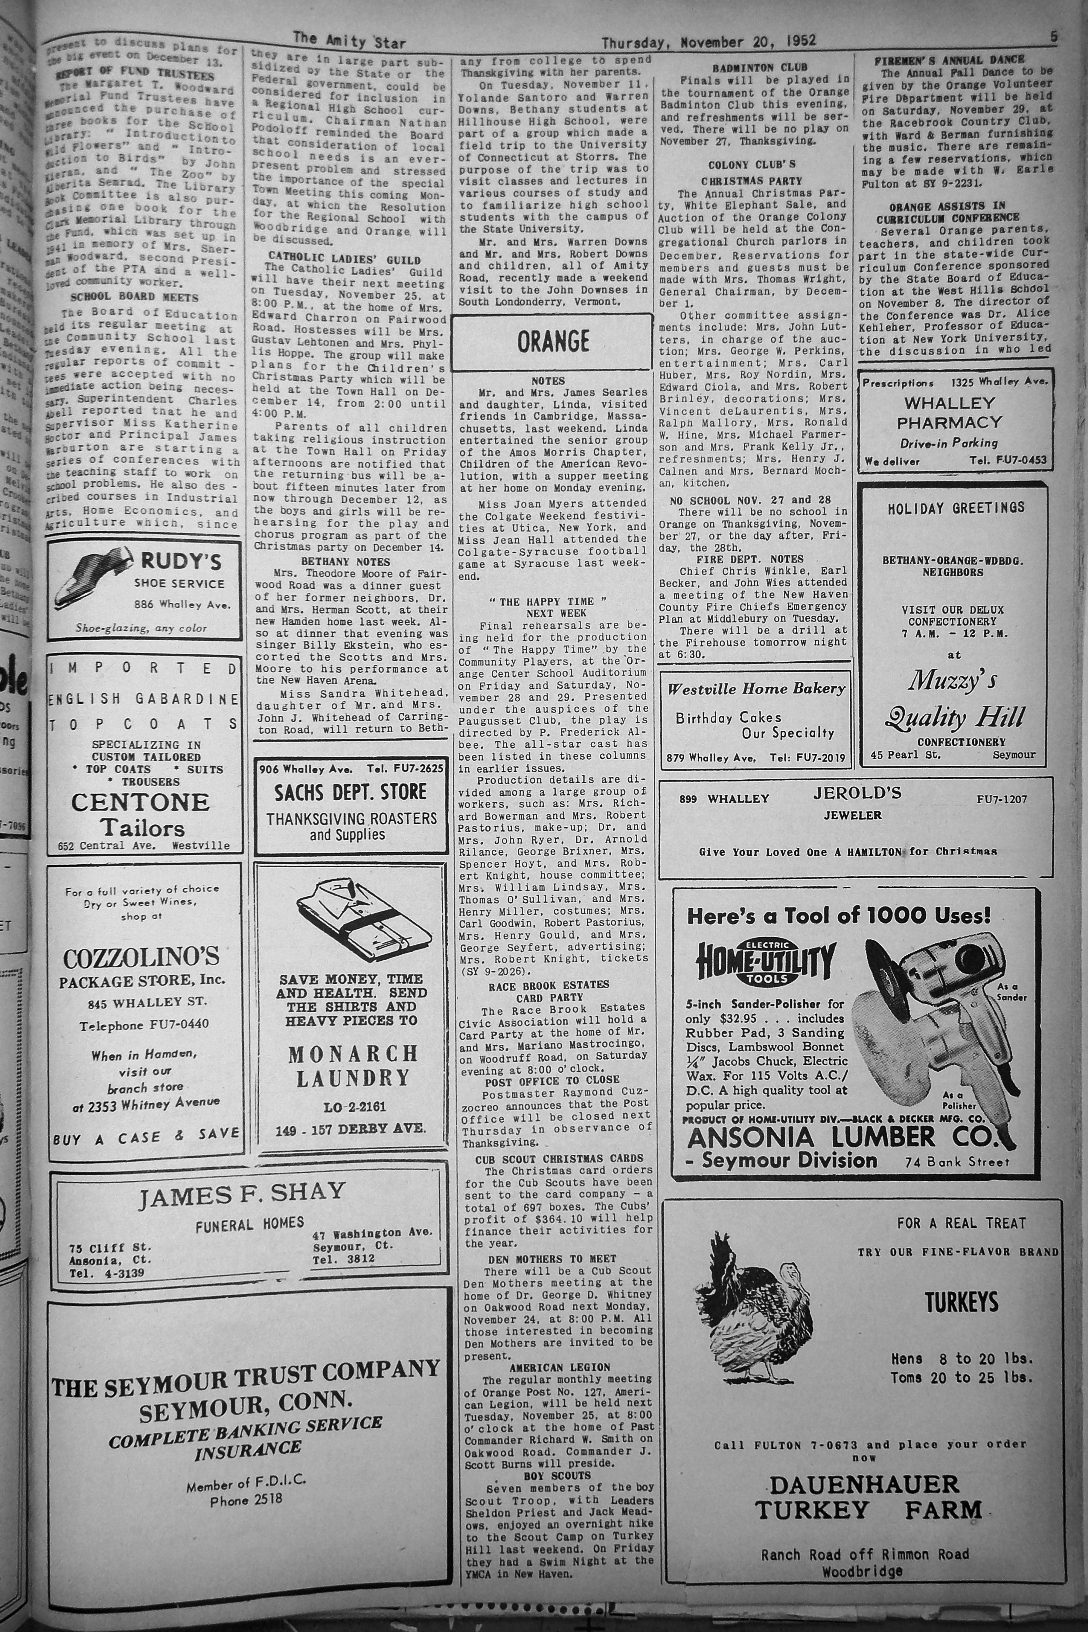 The Amity Star
Thursday, November 20, 1952
5
present to discuss plans for
the big event on December 13.
REPORT OF FUND TRUSTEES
The Margaret T. Woodward
Memorial Fund Trustees have
announced the purchase of
three books for the School
Library: " Introductionto
Wild Flowers" and " Intro-
duction to Birds" by John
Kieran, and " The Zoo" by
Alberita Semrad. The Library
Book Committee is also pur-
chasing one book for the
Clark Memorial Library through
the Fund, which was set up in
1941 in memory of Mrs. Sher-
man Woodward, second Presi-
dent of the PTA and a well-
loved community worker.
SCHOOL BOARD MEETS
The Board of Education
held its regular meeting at
the Community School last
Tuesday evening. All the
regular reports of commit -
tees were accepted with no
immediate action being neces-
sary. Superintendent Charles
Abell reported that he and
Supervisor Miss Katherine
Hoctor and Principal James
Warburton are starting a
series of conferences with
the teaching staff to work on
school problems. He also des -
cribed courses in Industrial
Arts, Home Economics, and
Agriculture which, since
RUDY'S
SHOE SERVICE
886 Whalley Ave.
Shoe-glazing, any color
IMPORTED
ENGLISH GABARDINE
TOPCOATS
SPECIALIZING IN
CUSTOM TAILORED
* TOP COATS * SUITS
* TROUSERS
CENTONE
Tailors
652 Central Ave. Westville
For a full variety of choice
Dry or Sweet Wines,
shop at
COZZOLINO'S
PACKAGE STORE, Inc.
845 WHALLEY ST.
Telephone FU7-0440
When in Hamden,
visit our
branch store
at 2353 Whitney Avenue
BUY A CASE & SAVE
they are in large part sub-
sidized by the State or the
Federal government, could be
considered for inclusion in
a Regional High School cur-
riculum. Chairman Nathan
Podoloff reminded the Board
that consideration of local
school needs is an ever-
present problem and stressed
the importance of the special
Town Meeting this coming Mon-
day, at which the Resolution
for the Regional School with
Woodbridge and Orange will
be discussed.
CATHOLIC LADIES' GUILD
The Catholic Ladies' Guild
will have their next meeting
on Tuesday, November 25, at
8:00 P.M., at the home of Mrs.
Edward Charron on Fairwood
Road. Hostesses will be Mrs.
Gustav Lehtonen and Mrs. Phyl-
lis Hoppe. The group will make
plans for the Children's
Christmas Party which will be
held at the Town Hall on De-
cember 14, from 2:00 until
4:00 P.M.
Parents of all children
taking religious instruction
at the Town Hall on Friday
afternoons are notified that
the returning bus will be a-
bout fifteen minutes later from
now through December 12, as
the boys and girls will be re-
hearsing for the play and
chorus program as part of the
Christmas party on December 14.
BETHANY NOTES
Mrs. Theodore Moore of Fair-
wood Road was a dinner guest
of her former neighbors, Dr.
and Mrs. Herman Scott, at their
new Hamden home last week. Al-
so at dinner that evening was
singer Billy Ekstein, who es-
corted the Scotts and Mrs.
Moore to his performance at
the New Haven Arena.
Miss Sandra Whitehead,
daughter of Mr. and Mrs.
John J. Whitehead of Carring-
ton Road, will return to Beth-
906 Whalley Ave. Tel. FU7-2625
SACHS DEPT. STORE
THANKSGIVING ROASTERS
and Supplies
SAVE MONEY, TIME
AND HEALTH. SEND
THE SHIRTS AND
HEAVY PIECES TO
MONARCH
LAUNDRY
LO 2-2161
149 - 157 DERBY AVE.
JAMES F. SHAY
FUNERAL HOMES
75 Cliff St.
Ansonia, Ct.
Tel. 4-3139
47 Washington Ave.
Seymour, Ct.
Tel. 3812
THE SEYMOUR TRUST COMPANY
SEYMOUR, CONN.
COMPLETE BANKING SERVICE
INSURANCE
Member of F.D.I.C.
Phone 2518
any from college to spend
Thanskgiving with her parents.
On Tuesday, November 11,
Yolande Santoro and Warren
Downs, Bethany students at
Hillhouse High School, were
part of a group which made a
field trip to the University
of Connecticut at Storrs. The
purpose of the trip was to
visit classes and lectures in
various courses of study and
to familiarize high school
students with the campus of
the State University.
Mr. and Mrs. Warren Downs
and Mr. and Mrs. Robert Downs
and children, all of Amity
Road, recently made a weekend
visit to the John Downses in
South Londonderry, Vermont.
ORANGE
NOTES
Mr. and Mrs. James Searles
and daughter, Linda, visited
friends in Cambridge, Massa-
chusetts, last weekend. Linda
entertained the senior group
of the Amos Morris Chapter,
Children of the American Revo-
lution, with a supper meeting
at her home on Monday evening.
Miss Joan Myers attended
the Colgate Weekend festivi-
ties at Utica, New York, and
Miss Jean Hall attended the
Colgate-Syracuse football
game at Syracuse last week-
end.
" THE HAPPY TIME "
NEXT WEEK
Final rehearsals are be-
ing held for the production
of " The Happy Time" by the
Community Players, at the Or-
ange Center School Auditorium
on Friday and Saturday, No-
vember 28 and 29. Presented
under the auspices of the
Paugusset Club, the play is
directed by P. Frederick Al-
bee. The all-star cast has
been listed in these columns
in earlier issues.
Production details are di-
vided among a large group of
workers, such as: Mrs. Rich-
ard Bowerman and Mrs. Robert
Pastorius, make-up; Dr. and
Mrs. John Ryer, Dr. Arnold
Rilance, George Brixner, Mrs.
Spencer Hoyt, and Mrs. Rob-
ert Knight, house committee;
Mrs. William Lindsay, Mrs.
Thomas O'Sullivan, and Mrs.
Henry Miller, costumes; Mrs.
Carl Goodwin, Robert Pastorius,
Mrs. Henry Gould, and Mrs.
George Seyfert, advertising;
Mrs. Robert Knight, tickets
(SY 9-2026).
RACE BROOK ESTATES
CARD PARTY
The Race Brook Estates
Civic Association will hold a
Card Party at the home of Mr.
and Mrs. Mariano Mastrocingo,
on Woodruff Road, on Saturday
evening at 8:00 o'clock.
POST OFFICE TO CLOSE
Postmaster Raymond Cuz-
zocreo announces that the Post
Office will be closed next
Thursday in observance of
Thanksgiving.
CUB SCOUT CHRISTMAS CARDS
The Christmas card orders
for the Cub Scouts have been
sent to the card company - a
total of 697 boxes. The Cubs'
profit of $364.10 will help
finance their activities for
the year.
DEN MOTHERS TO MEET
There will be a Cub Scout
Den Mothers meeting at the
home of Dr. George D. Whitney
on Oakwood Road next Monday,
November 24, at 8:00 P.M. All
those interested in becoming
Den Mothers are invited to be
present.
AMERICAN LEGION
The regular monthly meeting
of Orange Post No. 127, Ameri-
can Legion, will be held next
Tuesday, November 25, at 8:00
o'clock at the home of Past
Commander Richard W. Smith on
Oakwood Road. Commander J.
Scott Burns will preside.
BOY SCOUTS
Seven members of the boy
Scout Troop, with Leaders
Sheldon Priest and Jack Mead-
ows, enjoyed an overnight hike
to the Scout Camp on Turkey
Hill last weekend. On Friday
they had a Swim Night at the
YMCA in New Haven.
BADMINTON CLUB
Finals will be played in
the tournament of the Orange
Badminton Club this evening,
and refreshments will be ser-
ved. There will be no play on
November 27, Thanksgiving.
COLONY CLUB'S
CHRISTMAS PARTY
The Annual Christmas Par-
ty, White Elephant Sale, and
Auction of the Orange Colony
Club will be held at the Con-
gregational Church parlors in
December. Reservations for
members and guests must be
made with Mrs. Thomas Wright,
General Chairman, by Decem-
ber 1.
Other committee assign-
ments include: Mrs. John Lut-
ters, in charge of the auc-
tion; Mrs. George W. Perkins,
entertainment; Mrs. Carl
Huber, Mrs. Roy Nordin, Mrs.
Edward Ciola, and Mrs. Robert
Brinley, decorations; Mrs.
Vincent deLaurentis, Mrs.
Ralph Mallory, Mrs. Ronald
W. Hine, Mrs. Michael Farmer-
son and Mrs. Frank Kelly Jr.,
refreshments; Mrs. Henry J.
Calnen and Mrs. Bernard Moch-
an, kitchen.
NO SCHOOL NOV. 27 and 28
There will be no school in
Orange on Thanksgiving, Novem-
ber 27, or the day after, Fri-
day, the 28th.
FIRE DEPT. NOTES
Chief Chris Winkle, Earl
Becker, and John Wies attended
a meeting of the New Haven
County Fire Chiefs Emergency
Plan at Middlebury on Tuesday.
There will be a drill at
the Firehouse tomorrow night
at 6:30.
Westville Home Bakery
Birthday Cakes
Our Specialty
879 Whalley Ave, Tel: FU7-2019
FIREMEN'S ANNUAL DANCE
The Annual Fall Dance to be
given by the Orange Volunteer
Fire Department will be held
on Saturday, November 29, at
the Racebrook Country Club,
with Ward & Berman furnishing
the music. There are remain-
ing a few reservations, which
may be made with W. Earle
Pulton at SY 9-2231.
ORANGE ASSISTS IN
CURRICULUM CONFERENCE
Several Orange parents,
teachers, and children took
part in the state-wide Cur-
riculum Conference sponsored
by the State Board of Educa-
tion at the West Hills School
on November 8. The director of
the Conference was Dr. Alice
Kehleher, Professor of Educa-
tion at New York University,
the discussion in who led
Prescriptions 1325 Whalley Ave.
WHALLEY
PHARMACY
Drive-in Parking
We deliver Tel. FU7-0453
HOLIDAY GREETINGS
BETHANY-ORANGE-WDBDG.
NEIGHBORS
VISIT OUR DELUX
CONFECTIONERY
7 A.M. - 12 P.M.
at
Muzzy's
Quality Hill
CONFECTIONERY
45 Pearl St. Seymour
899 WHALLEY JEROLD'S FU7-1207
JEWELER
Give Your Loved One A HAMILTON for Christmas
Here's a Tool of 1000 Uses!
ELECTRIC
HOME-UTILITY
TOOLS
5-inch Sander-Polisher for
only $32.95 . . . includes
Rubber Pad, 3 Sanding
Discs, Lambswool Bonnet
1/4" Jacobs Chuck, Electric
Wax. For 115 Volts A.C./
D.C. A high quality tool at
popular price.
As a
Sander
As a
Polisher
PRODUCT OF HOME-UTILITY DIV.—BLACK & DECKER MFG. CO.
ANSONIA LUMBER CO.
- Seymour Division 74 Bank Street
FOR A REAL TREAT
TRY OUR FINE-FLAVOR BRAND
TURKEYS
Hens 8 to 20 lbs.
Toms 20 to 25 lbs.
Call FULTON 7-0673 and place your order
now
DAUENHAUER
TURKEY FARM
Ranch Road off Rimmon Road
Woodbridge